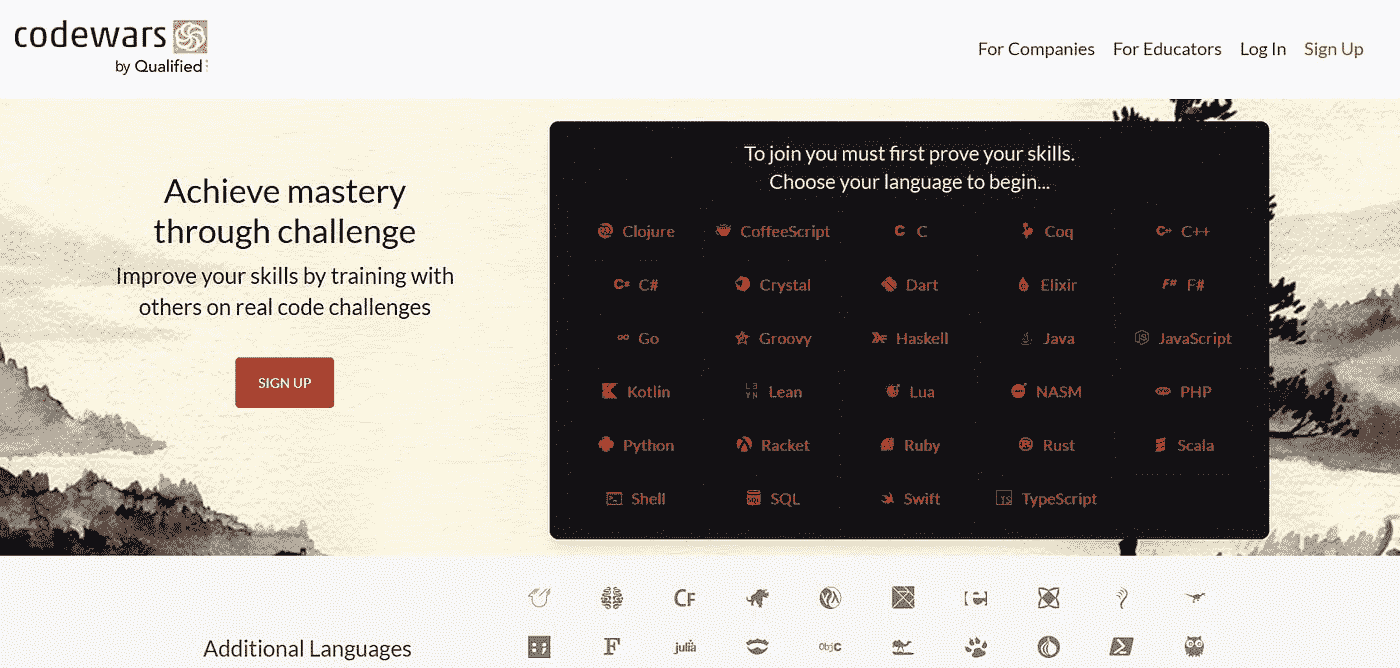 codewars
by Qualified
For Companies For Educators Log In Sign Up
Achieve mastery
through challenge
Improve your skills by training with
others on real code challenges
SIGN UP
To join you must first prove your skills.
Choose your language to begin...
Clojure CoffeeScript C C Coq C++ C++
C# C# Crystal Dart Elixir F# F#
Go Groovy Haskell Java JS JavaScript
Kotlin L∃∀N Lean Lua NASM php PHP
Python Racket Ruby Rust Scala
Shell SQL Swift TS TypeScript
CF
F julia objC
Additional Languages